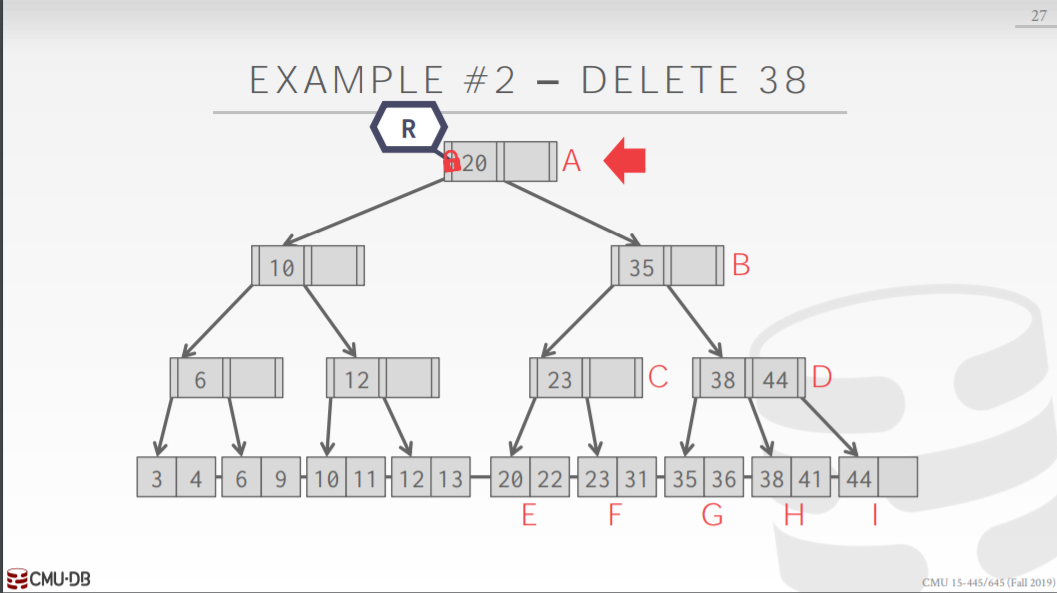 27
EXAMPLE #2 – DELETE 38
R
20 A
10
35 B
6
12
23 C
38 44 D
3 4 6 9 10 11 12 13 20 22 23 31 35 36 38 41 44
E F G H I
CMU·DB
CMU 15-445/645 (Fall 2019)